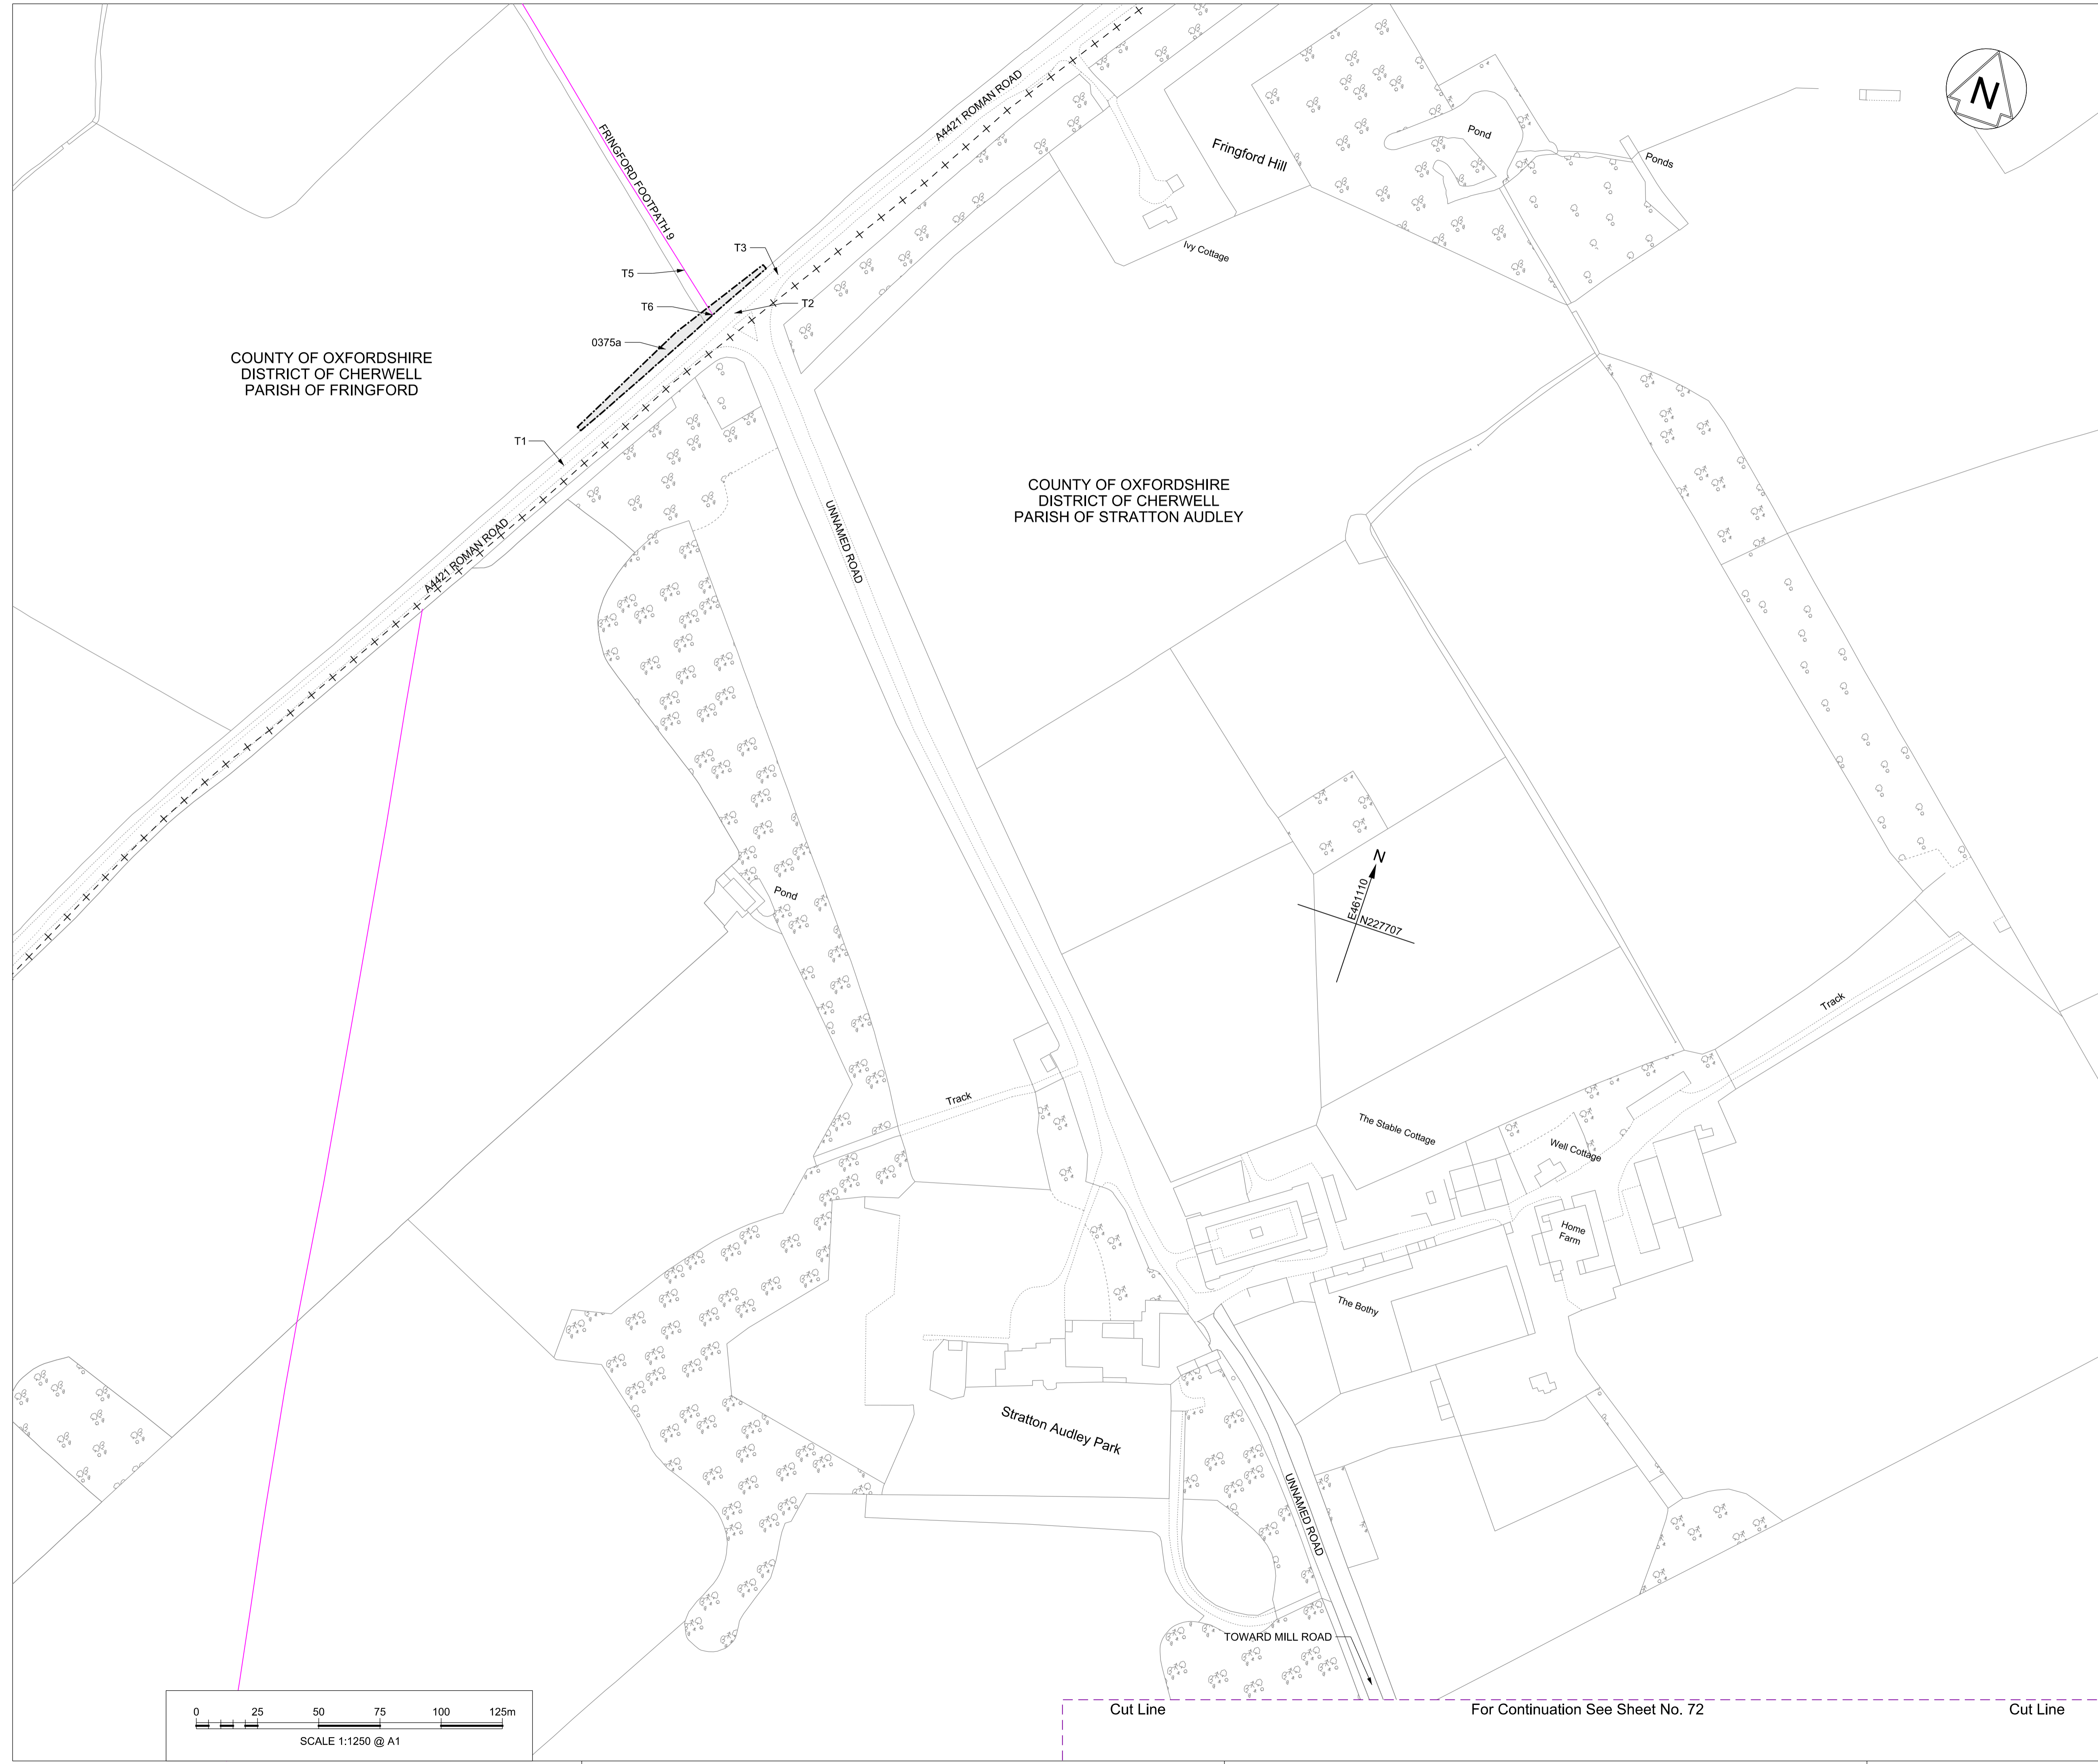 N
A4421 ROMAN ROAD
FRINGFORD FOOTPATH 9
Fringford Hill
Pond
Ponds
Ivy Cottage
T3
T5
T6
T2
0375a
COUNTY OF OXFORDSHIRE
DISTRICT OF CHERWELL
PARISH OF FRINGFORD
T1
COUNTY OF OXFORDSHIRE
DISTRICT OF CHERWELL
PARISH OF STRATTON AUDLEY
UNNAMED ROAD
A4421 ROMAN ROAD
N
E461110
N227707
Pond
Track
Track
The Stable Cottage
Well Cottage
Home
Farm
The Bothy
Stratton Audley Park
UNNAMED ROAD
TOWARD MILL ROAD
0 25 50 75 100 125m
SCALE 1:1250 @ A1
Cut Line
For Continuation See Sheet No. 72
Cut Line